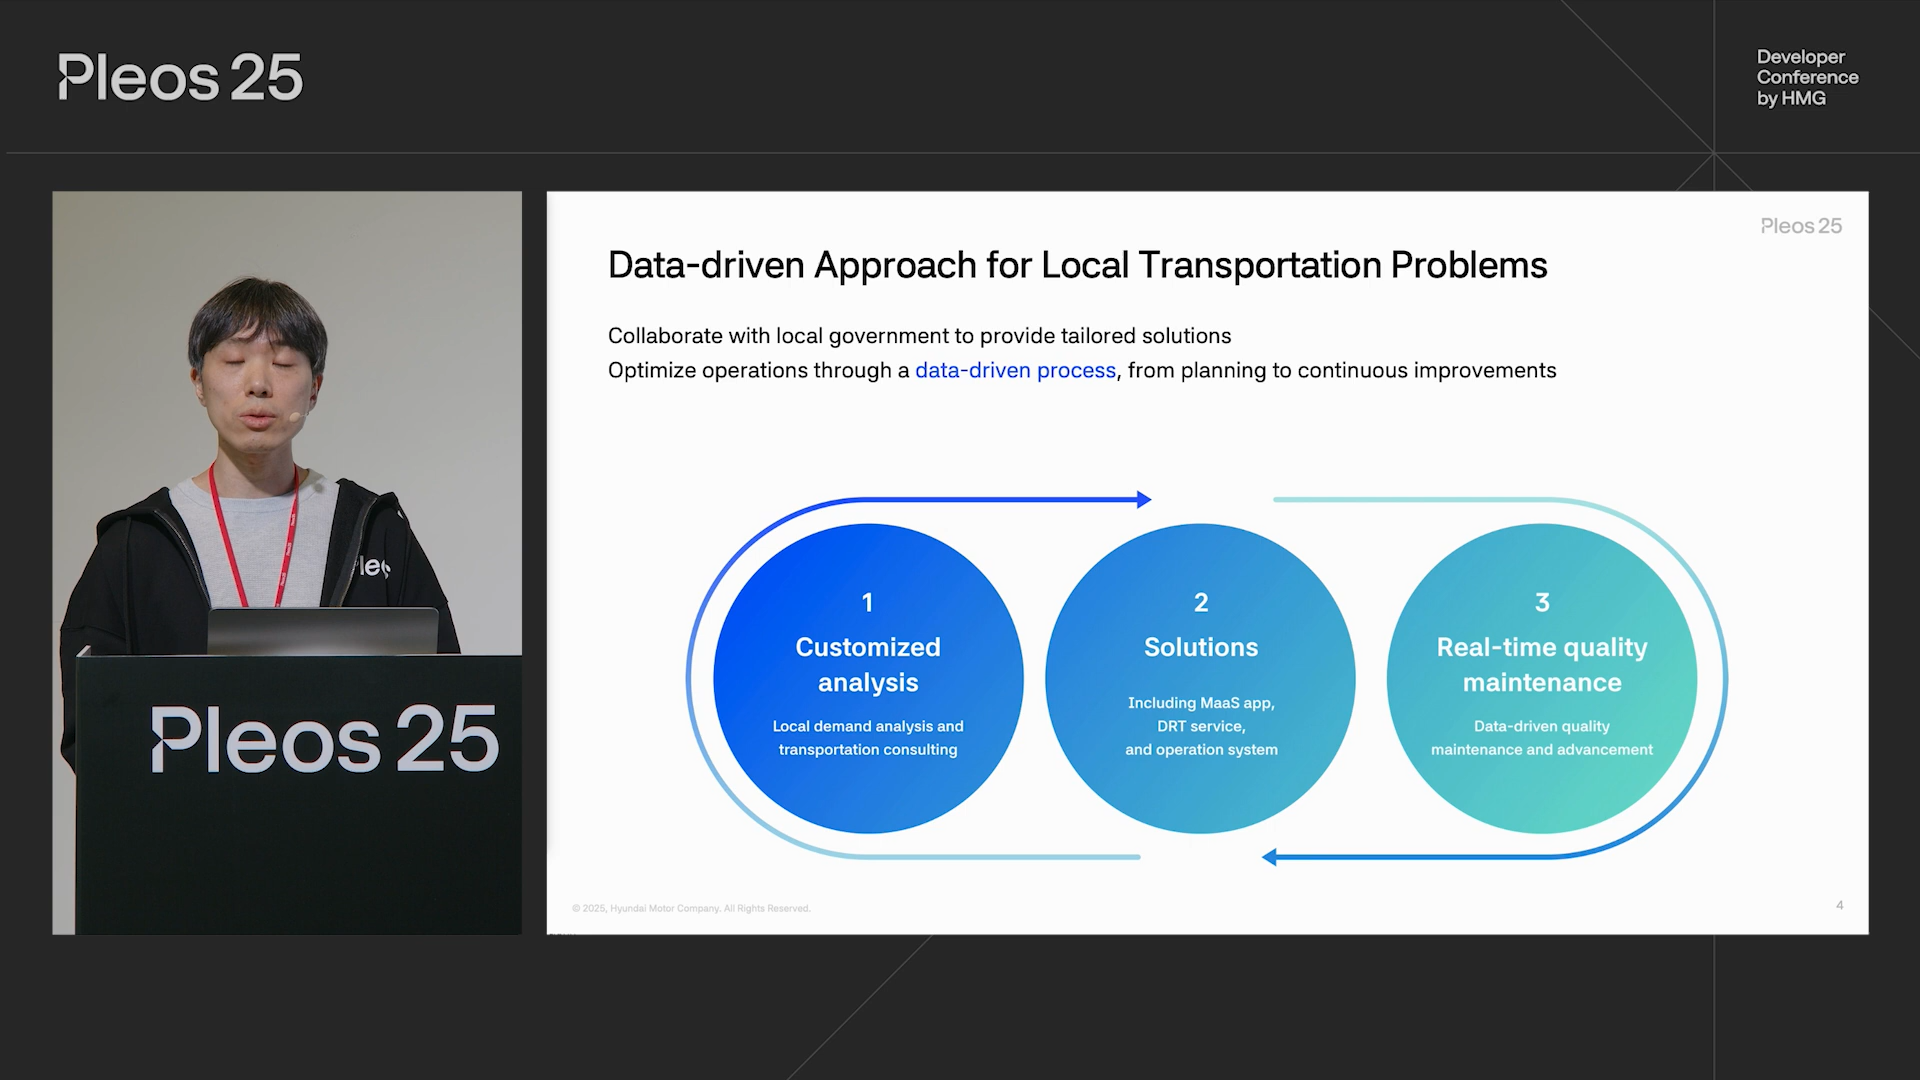 Pleos 25
Developer
Conference
by HMG
Pleos 25
Data-driven Approach for Local Transportation Problems
Collaborate with local government to provide tailored solutions
Optimize operations through a data-driven process, from planning to continuous improvements
1
Customized
analysis
Local demand analysis and
transportation consulting
2
Solutions
Including MaaS app,
DRT service,
and operation system
3
Real-time quality
maintenance
Data-driven quality
maintenance and advancement
© 2025, Hyundai Motor Company. All Rights Reserved.
4
Pleos 25